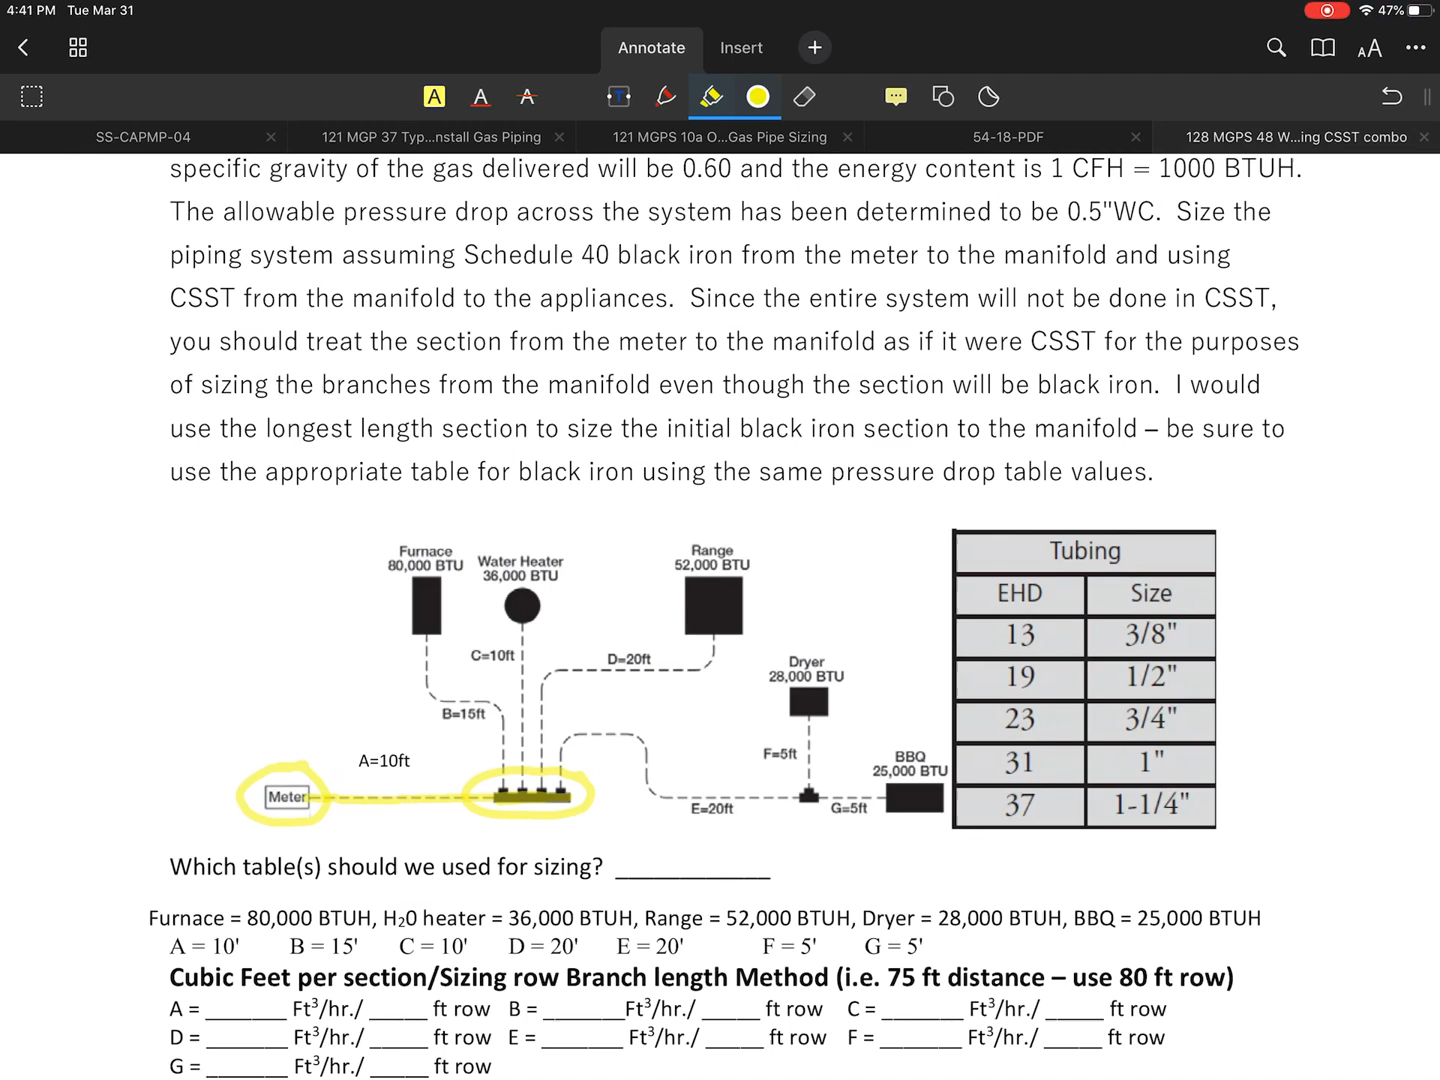 4:41 PM Tue Mar 31
47%
Annotate Insert +
AA
A A A T
SS-CAPMP-04 × 121 MGP 37 Typ...nstall Gas Piping × 121 MGPS 10a O...Gas Pipe Sizing × 54-18-PDF × 128 MGPS 48 W...ing CSST combo ×
specific gravity of the gas delivered will be 0.60 and the energy content is 1 CFH = 1000 BTUH.
The allowable pressure drop across the system has been determined to be 0.5"WC. Size the
piping system assuming Schedule 40 black iron from the meter to the manifold and using
CSST from the manifold to the appliances. Since the entire system will not be done in CSST,
you should treat the section from the meter to the manifold as if it were CSST for the purposes
of sizing the branches from the manifold even though the section will be black iron. I would
use the longest length section to size the initial black iron section to the manifold – be sure to
use the appropriate table for black iron using the same pressure drop table values.
Furnace
80,000 BTU
Water Heater
36,000 BTU
Range
52,000 BTU
C=10ft
D=20ft
Dryer
28,000 BTU
B=15ft
A=10ft
F=5ft
BBQ
25,000 BTU
Meter
E=20ft
G=5ft
Tubing
EHD Size
13 3/8"
19 1/2"
23 3/4"
31 1"
37 1-1/4"
Which table(s) should we used for sizing? ____________
Furnace = 80,000 BTUH, H₂0 heater = 36,000 BTUH, Range = 52,000 BTUH, Dryer = 28,000 BTUH, BBQ = 25,000 BTUH
A = 10' B = 15' C = 10' D = 20' E = 20' F = 5' G = 5'
Cubic Feet per section/Sizing row Branch length Method (i.e. 75 ft distance – use 80 ft row)
A = _______ Ft³/hr./ _____ ft row B = _______Ft³/hr./ _____ ft row C = _______ Ft³/hr./ _____ ft row
D = _______ Ft³/hr./ _____ ft row E = _______ Ft³/hr./ _____ ft row F = _______ Ft³/hr./ _____ ft row
G = _______ Ft³/hr./ _____ ft row